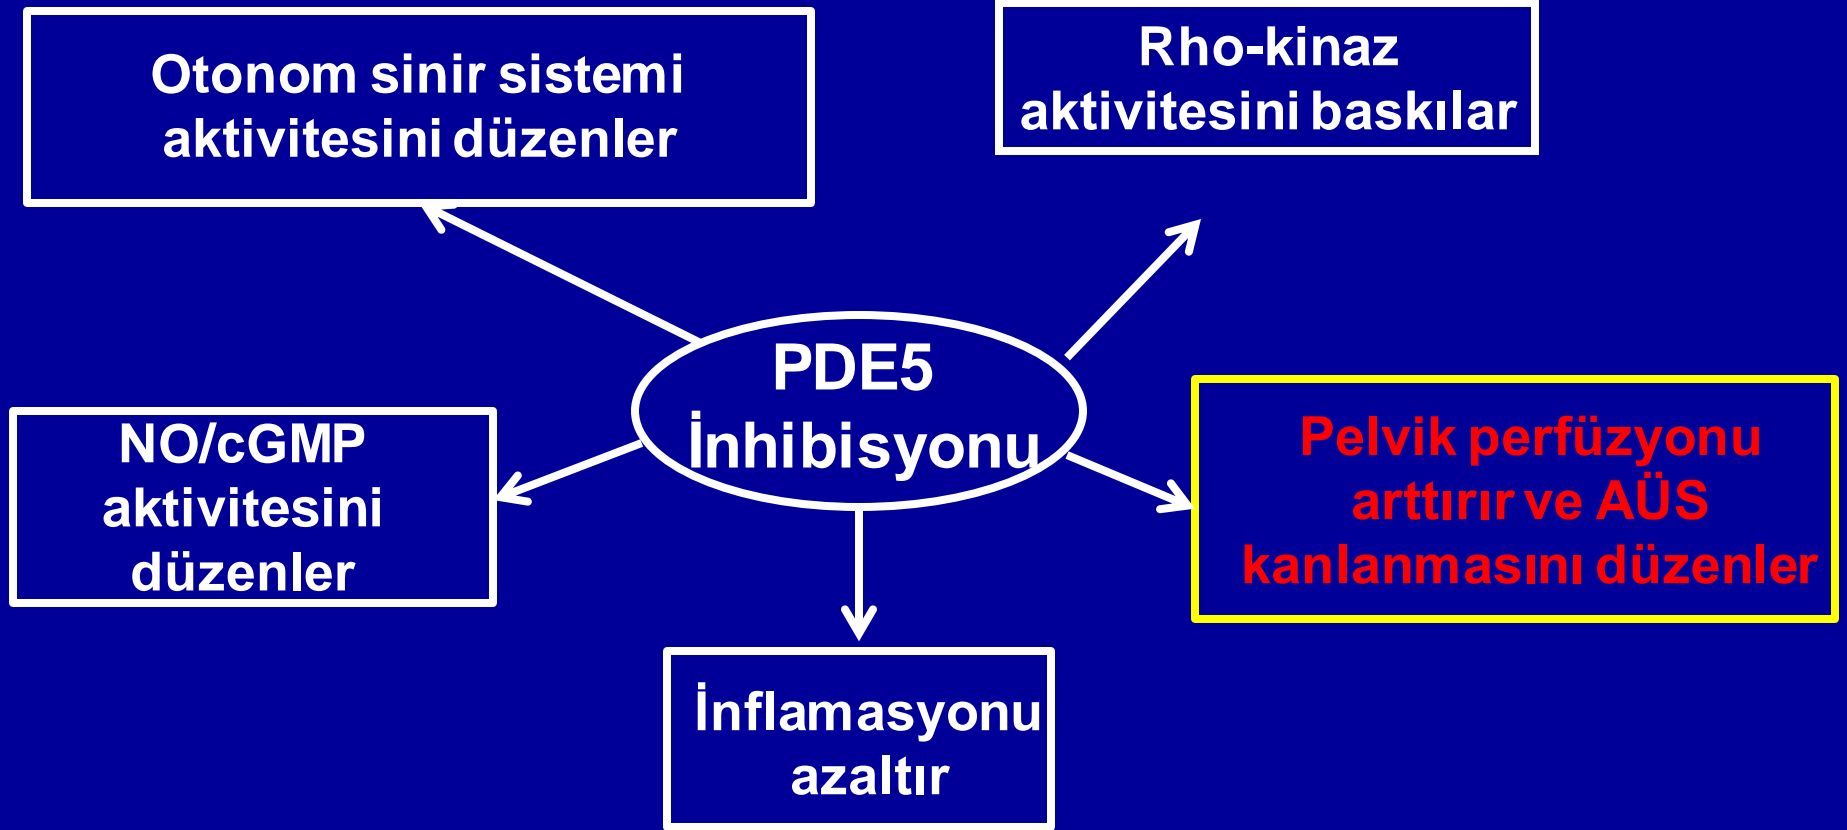 Otonom sinir sistemi
aktivitesini düzenler
Rho-kinaz
aktivitesini baskılar
PDE5
İnhibisyonu
NO/cGMP
aktivitesini
düzenler
Pelvik perfüzyonu
arttırır ve AÜS
kanlanmasını düzenler
İnflamasyonu
azaltır